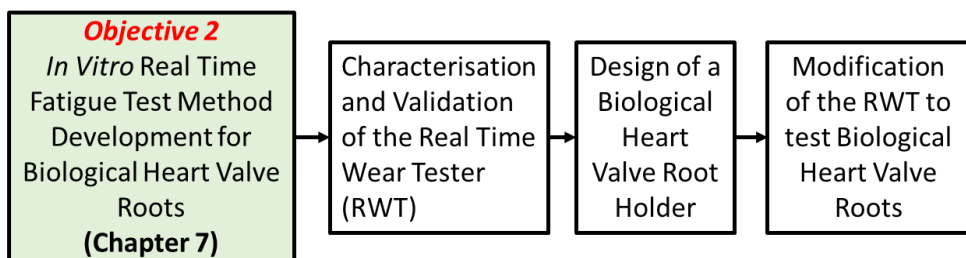 Objective 2
In Vitro Real Time
Fatigue Test Method
Development for
Biological Heart Valve
Roots
(Chapter 7)
Characterisation
and Validation
of the Real Time
Wear Tester
(RWT)
Design of a
Biological
Heart
Valve Root
Holder
Modification
of the RWT to
test Biological
Heart Valve
Roots